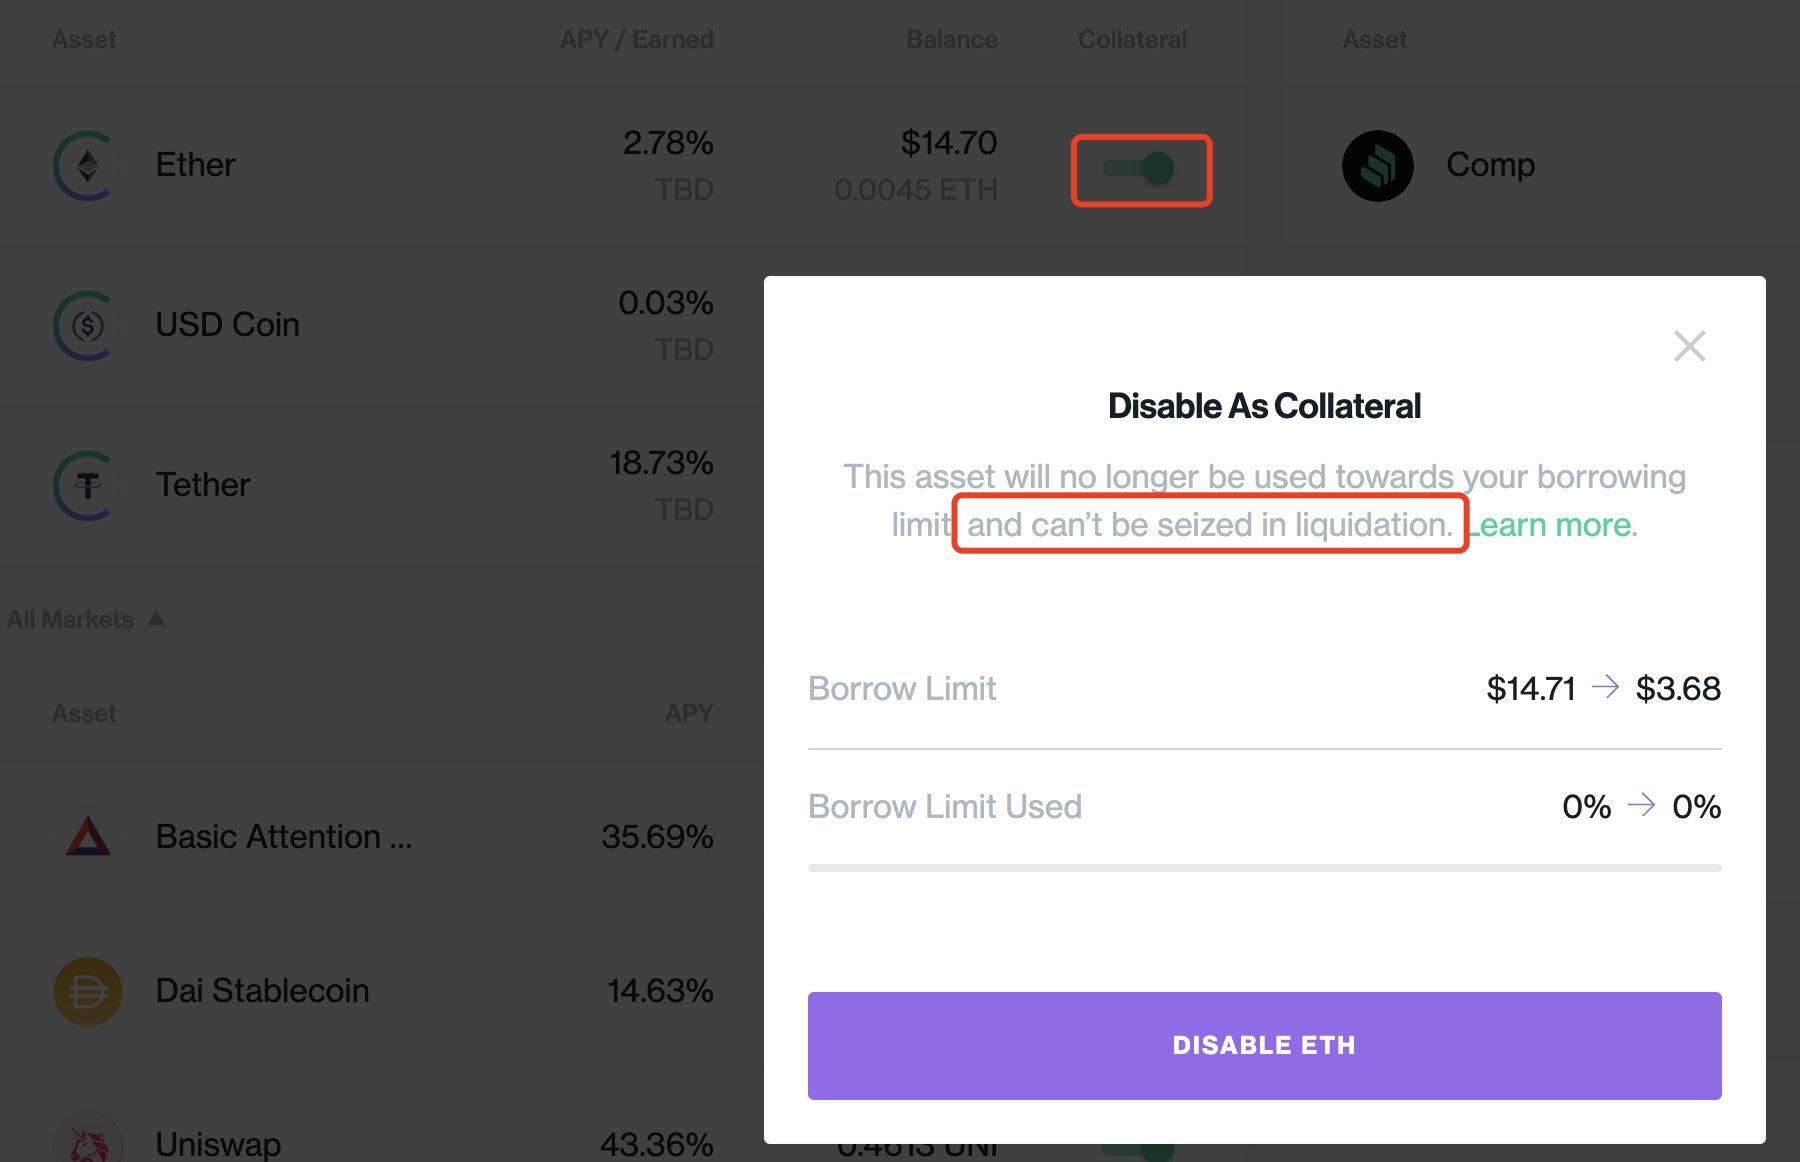 Asset APY / Earned Balance Collateral Asset
Ether 2.78% $14.70 Comp
TBD 0.0045 ETH
USD Coin 0.03%
TBD
Tether 18.73%
TBD
All Markets
Asset APY
Basic Attention ... 35.69%
Dai Stablecoin 14.63%
Uniswap 43.36% 0.4613 UNI
Disable As Collateral
This asset will no longer be used towards your borrowing
limit and can't be seized in liquidation. Learn more.
Borrow Limit $14.71 → $3.68
Borrow Limit Used 0% → 0%
DISABLE ETH